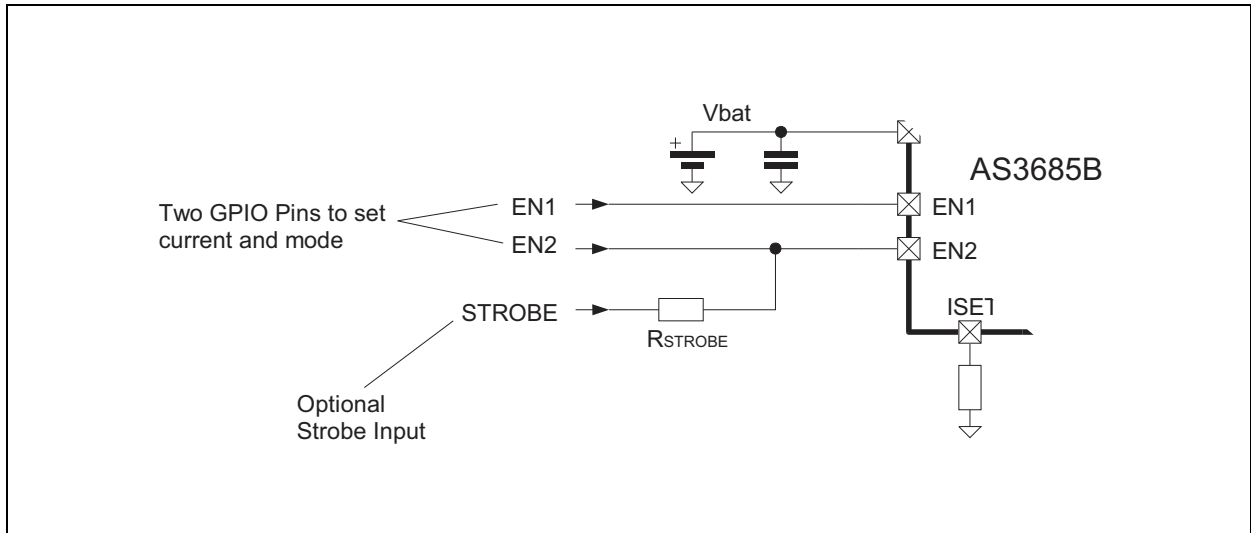 Vbat
+
AS3685B
Two GPIO Pins to set
current and mode
EN1
EN2
EN1
EN2
STROBE
RSTROBE
ISET
Optional
Strobe Input